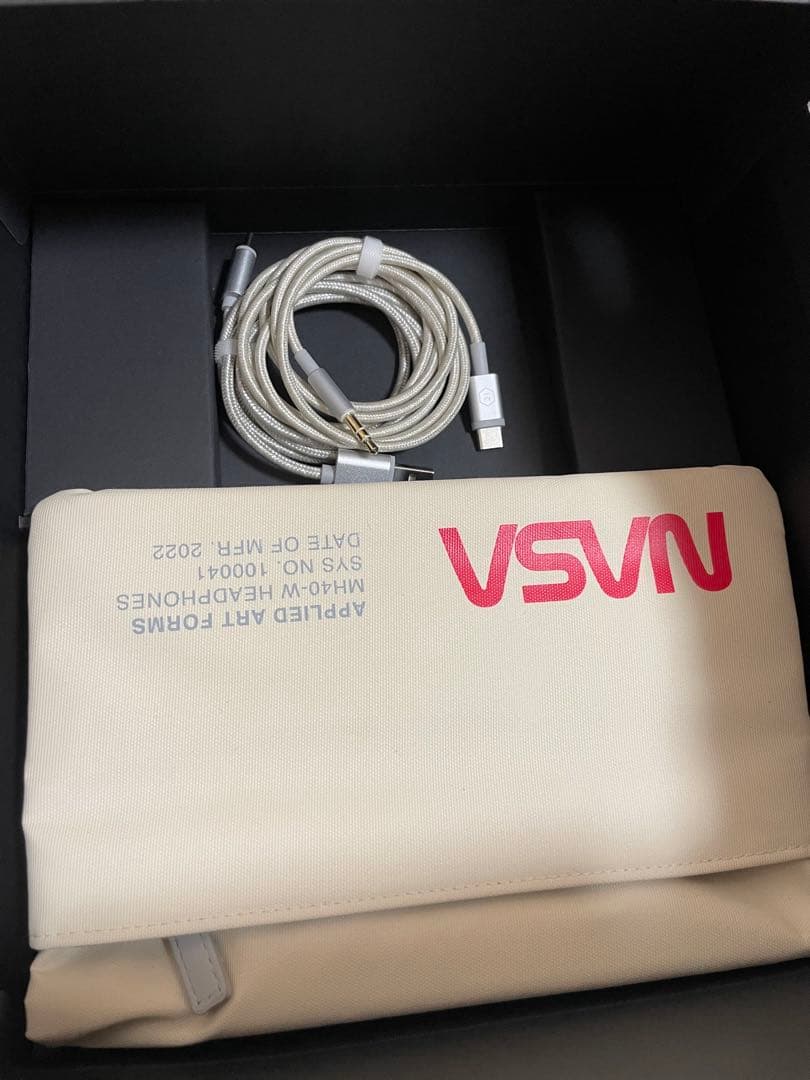 NASA
APPLIED ART FORMS
MH40-W HEADPHONES
SYS NO. 100041
DATE OF MFR. 2022